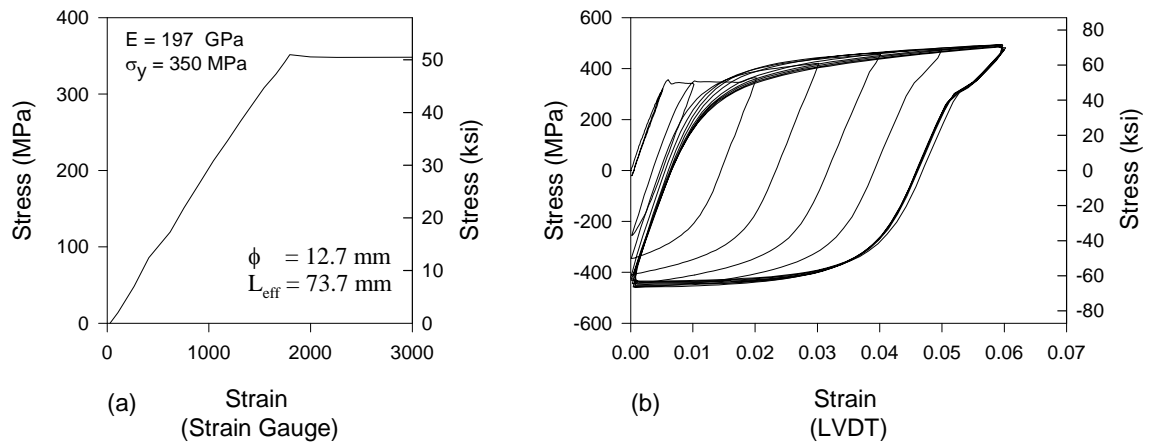 E = 197 GPa
σy = 350 MPa
ϕ = 12.7 mm
Leff = 73.7 mm
400
300
200
100
0
Stress (MPa)
50
40
30
20
10
0
Stress (ksi)
0 1000 2000 3000
(a) Strain
(Strain Gauge)
600
400
200
0
-200
-400
-600
Stress (MPa)
80
60
40
20
0
-20
-40
-60
-80
Stress (ksi)
0.00 0.01 0.02 0.03 0.04 0.05 0.06 0.07
(b) Strain
(LVDT)